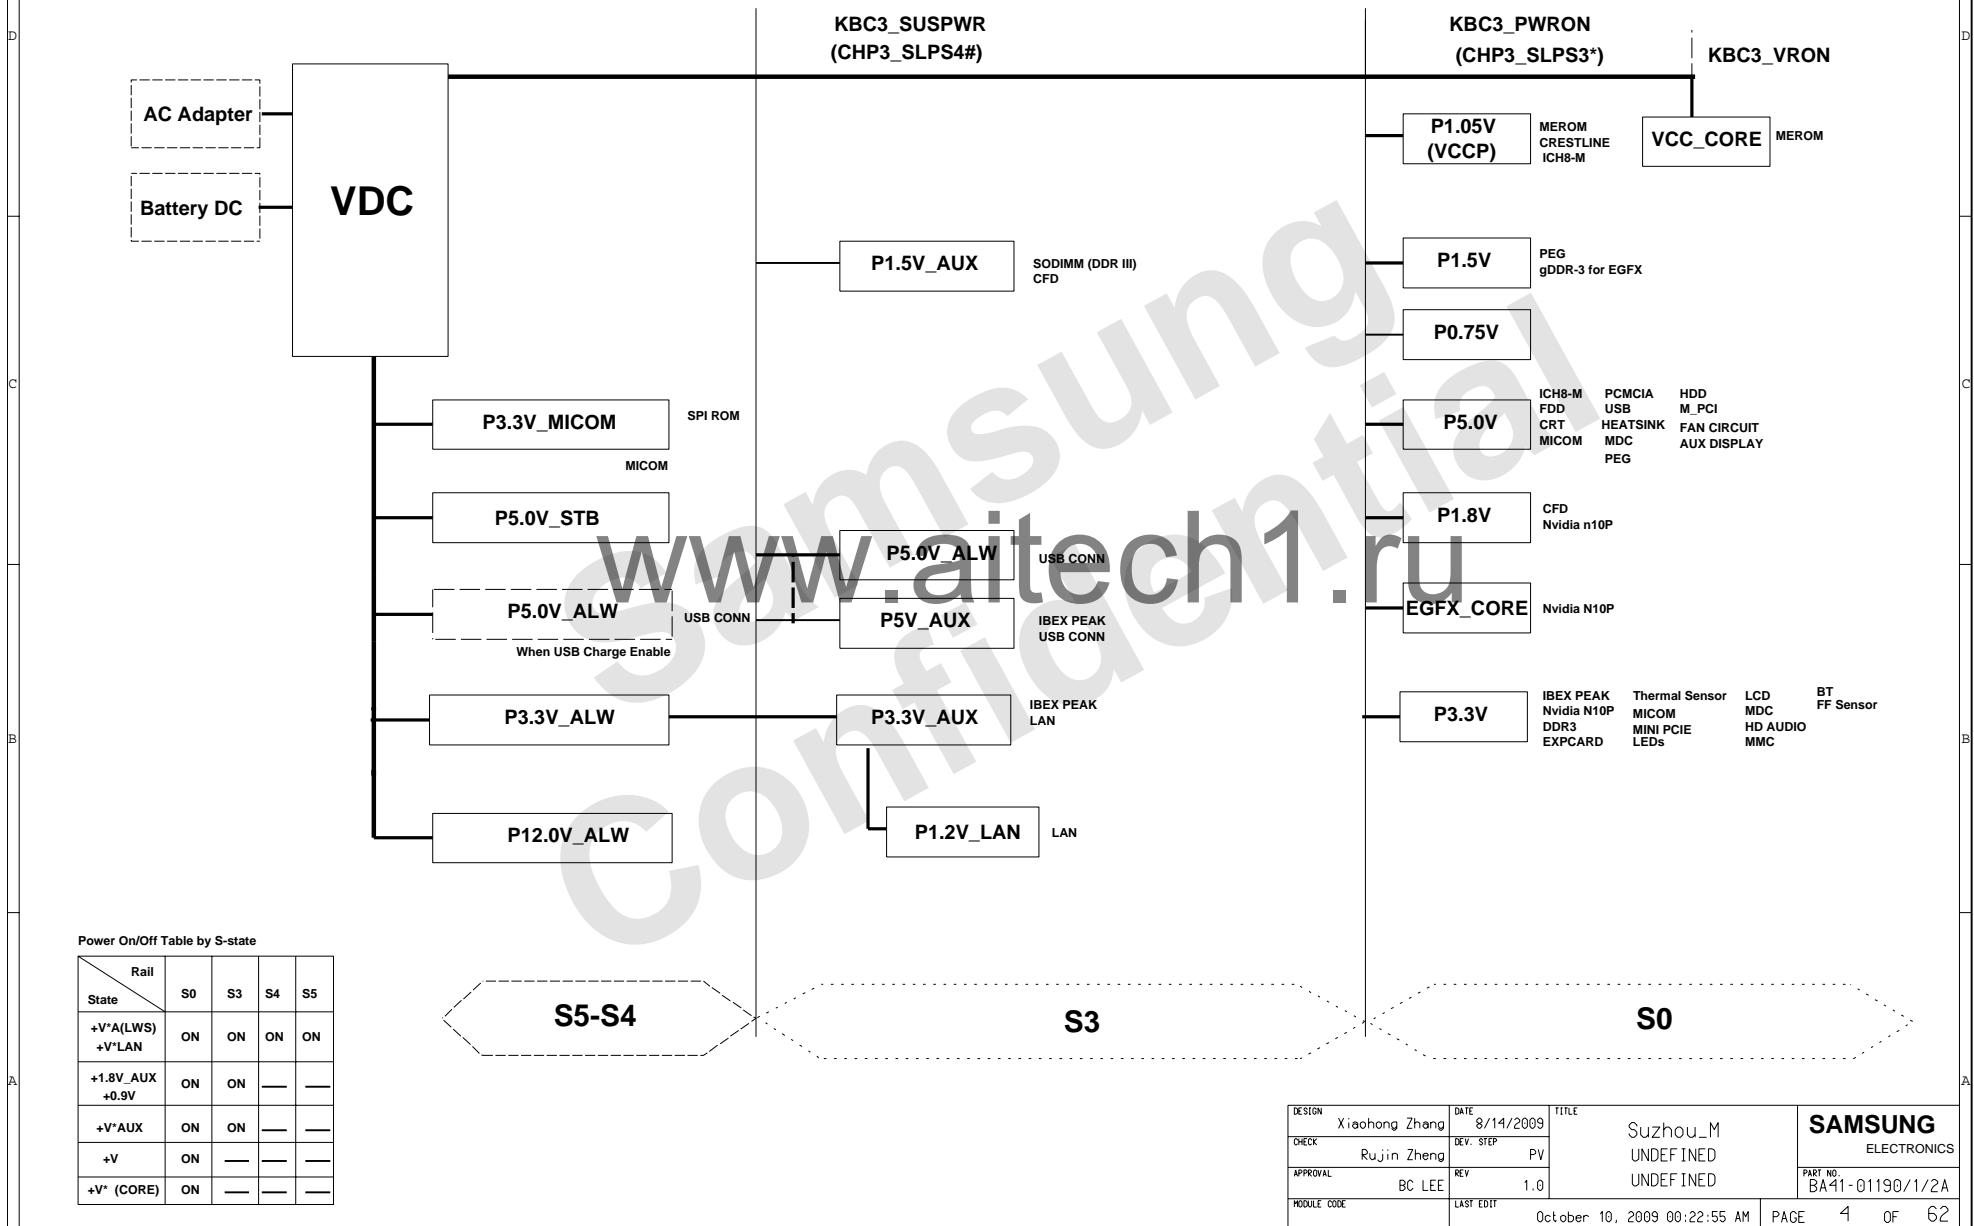 KBC3_SUSPWR
(CHP3_SLPS4#)
KBC3_PWRON
(CHP3_SLPS3*)
KBC3_VRON
D
D
AC Adapter
Battery DC
VDC
P1.05V
(VCCP)
MEROM
CRESTLINE
ICH8-M
VCC_CORE
MEROM
P1.5V_AUX
SODIMM (DDR III)
CFD
P1.5V
PEG
gDDR-3 for EGFX
P0.75V
C
C
P3.3V_MICOM
SPI ROM
MICOM
P5.0V
ICH8-M PCMCIA HDD
FDD USB M_PCI
CRT HEATSINK FAN CIRCUIT
MICOM MDC AUX DISPLAY
PEG
P5.0V_STB
P1.8V
CFD
Nvidia n10P
P5.0V_ALW
USB CONN
www.aitech1.ru
Samsung
Confidential
P5.0V_ALW
USB CONN
When USB Charge Enable
P5V_AUX
IBEX PEAK
USB CONN
EGFX_CORE
Nvidia N10P
P3.3V_ALW
P3.3V_AUX
IBEX PEAK
LAN
P3.3V
IBEX PEAK Thermal Sensor LCD BT
Nvidia N10P MICOM MDC FF Sensor
DDR3 MINI PCIE HD AUDIO
EXPCARD LEDs MMC
B
B
P12.0V_ALW
P1.2V_LAN
LAN
Power On/Off Table by S-state
Rail
State S0 S3 S4 S5
+V*A(LWS)
+V*LAN ON ON ON ON
+1.8V_AUX
+0.9V ON ON — —
+V*AUX ON ON — —
+V ON — — —
+V* (CORE) ON — — —
S5-S4
S3
S0
A
A
DESIGN Xiaohong Zhang
DATE 8/14/2009
TITLE
Suzhou_M
UNDEFINED
UNDEFINED
SAMSUNG
ELECTRONICS
CHECK Rujin Zheng
DEV. STEP PV
APPROVAL BC LEE
REV 1.0
PART NO.
BA41-01190/1/2A
MODULE CODE
LAST EDIT
October 10, 2009 00:22:55 AM
PAGE 4 OF 62